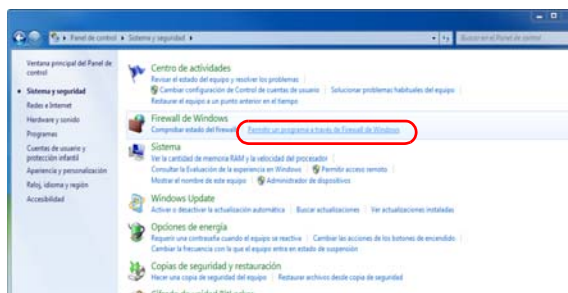 Panel de control ▸ Sistema y seguridad ▸
Buscar en el Panel de control
Ventana principal del Panel de
control
Sistema y seguridad
Redes e Internet
Hardware y sonido
Programas
Cuentas de usuario y
protección infantil
Apariencia y personalización
Reloj, idioma y región
Accesibilidad
Centro de actividades
Revisar el estado del equipo y resolver los problemas
Cambiar configuración de Control de cuentas de usuario
Solucionar problemas habituales del equipo
Restaurar el equipo a un punto anterior en el tiempo
Firewall de Windows
Comprobar estado del firewall
Permitir un programa a través de Firewall de Windows
Sistema
Ver la cantidad de memoria RAM y la velocidad del procesador
Consultar la Evaluación de la experiencia en Windows
Permitir acceso remoto
Mostrar el nombre de este equipo
Administrador de dispositivos
Windows Update
Activar o desactivar la actualización automática
Buscar actualizaciones
Ver actualizaciones instaladas
Opciones de energía
Requerir una contraseña cuando el equipo se reactiva
Cambiar las acciones de los botones de encendido
Cambiar la frecuencia con la que el equipo entra en estado de suspensión
Copias de seguridad y restauración
Hacer una copia de seguridad del equipo
Restaurar archivos desde copia de seguridad